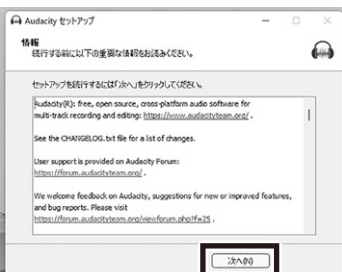 Audacity セットアップ
情報
続行する前に以下の重要な情報をお読みください。
セットアップを続行するには「次へ」をクリックしてください。
Audacity(R): free, open source, cross-platform audio software for
multi-track recording and editing: https://www.audacityteam.org/ .
See the CHANGELOG.txt file for a list of changes.
User support is provided on Audacity Forum:
https://forum.audacityteam.org/ .
We welcome feedback on Audacity, suggestions for new or improved features,
and bug reports. Please visit
https://forum.audacityteam.org/viewforum.php?f=25 .
次へ(N)